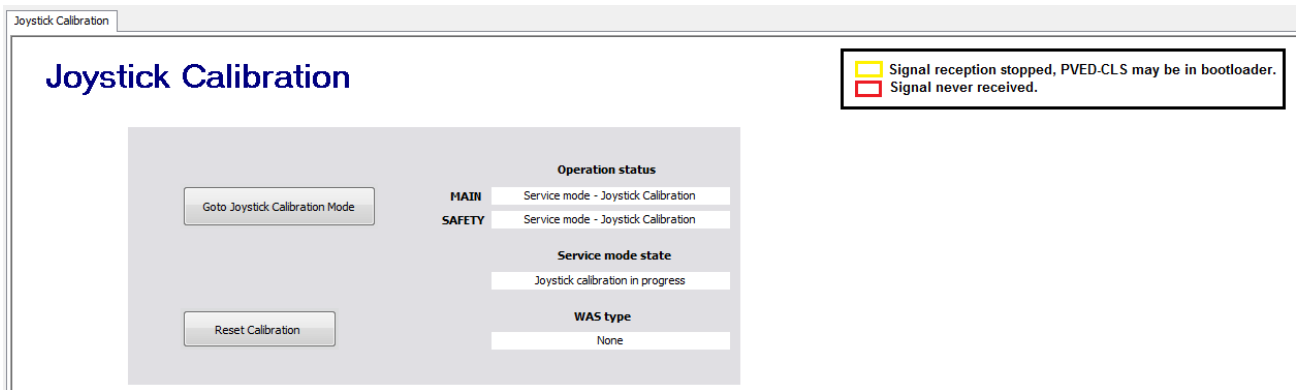 Joystick Calibration
Joystick Calibration
Signal reception stopped, PVED-CLS may be in bootloader.
Signal never received.
Operation status
Goto Joystick Calibration Mode
MAIN Service mode - Joystick Calibration
SAFETY Service mode - Joystick Calibration
Service mode state
Joystick calibration in progress
Reset Calibration
WAS type
None